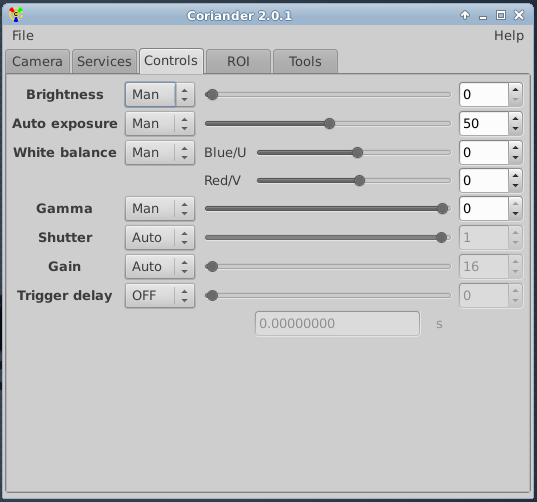 Coriander 2.0.1
File Help
Camera Services Controls ROI Tools
Brightness Man 0
Auto exposure Man 50
White balance Man Blue/U 0
Red/V 0
Gamma Man 0
Shutter Auto 1
Gain Auto 16
Trigger delay OFF 0
0.00000000 s